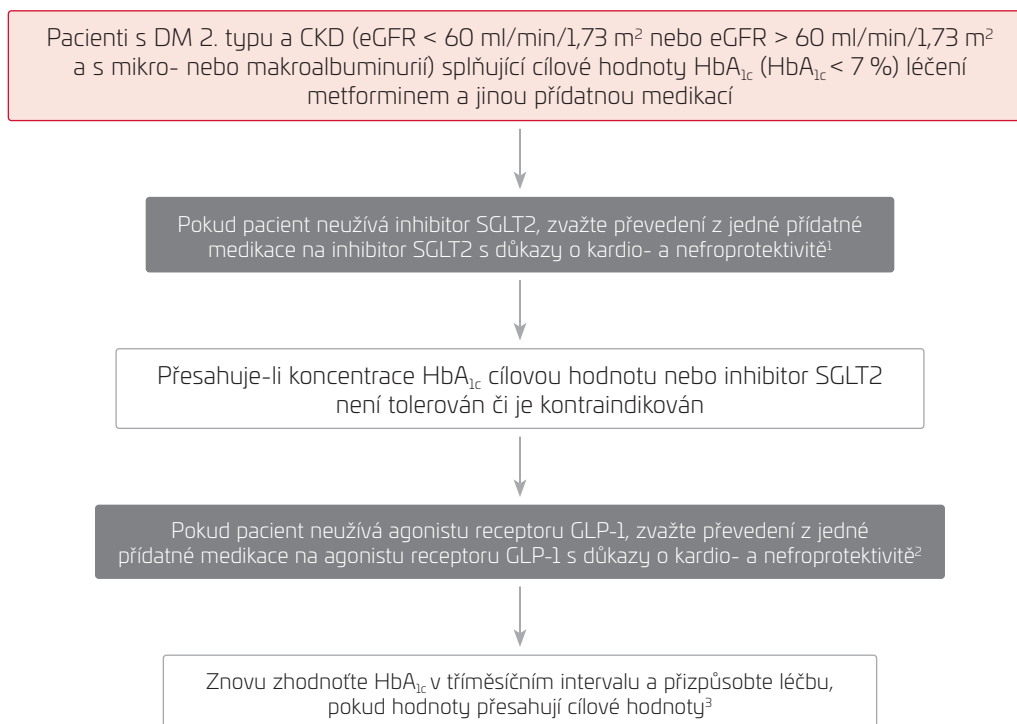 Pacienti s DM 2. typu a CKD (eGFR < 60 ml/min/1,73 m² nebo eGFR > 60 ml/min/1,73 m²
a s mikro- nebo makroalbuminurií) splňující cílové hodnoty HbA₁c (HbA₁c < 7 %) léčení
metforminem a jinou přídatnou medikací
Pokud pacient neužívá inhibitor SGLT2, zvažte převedení z jedné přídatné
medikace na inhibitor SGLT2 s důkazy o kardio- a nefroprotektivitě¹
Přesahuje-li koncentrace HbA₁c cílovou hodnotu nebo inhibitor SGLT2
není tolerován či je kontraindikován
Pokud pacient neužívá agonistu receptoru GLP-1, zvažte převedení z jedné
přídatné medikace na agonistu receptoru GLP-1 s důkazy o kardio- a nefroprotektivitě²
Znovu zhodnoťte HbA₁c v tříměsíčním intervalu a přizpůsobte léčbu,
pokud hodnoty přesahují cílové hodnoty³